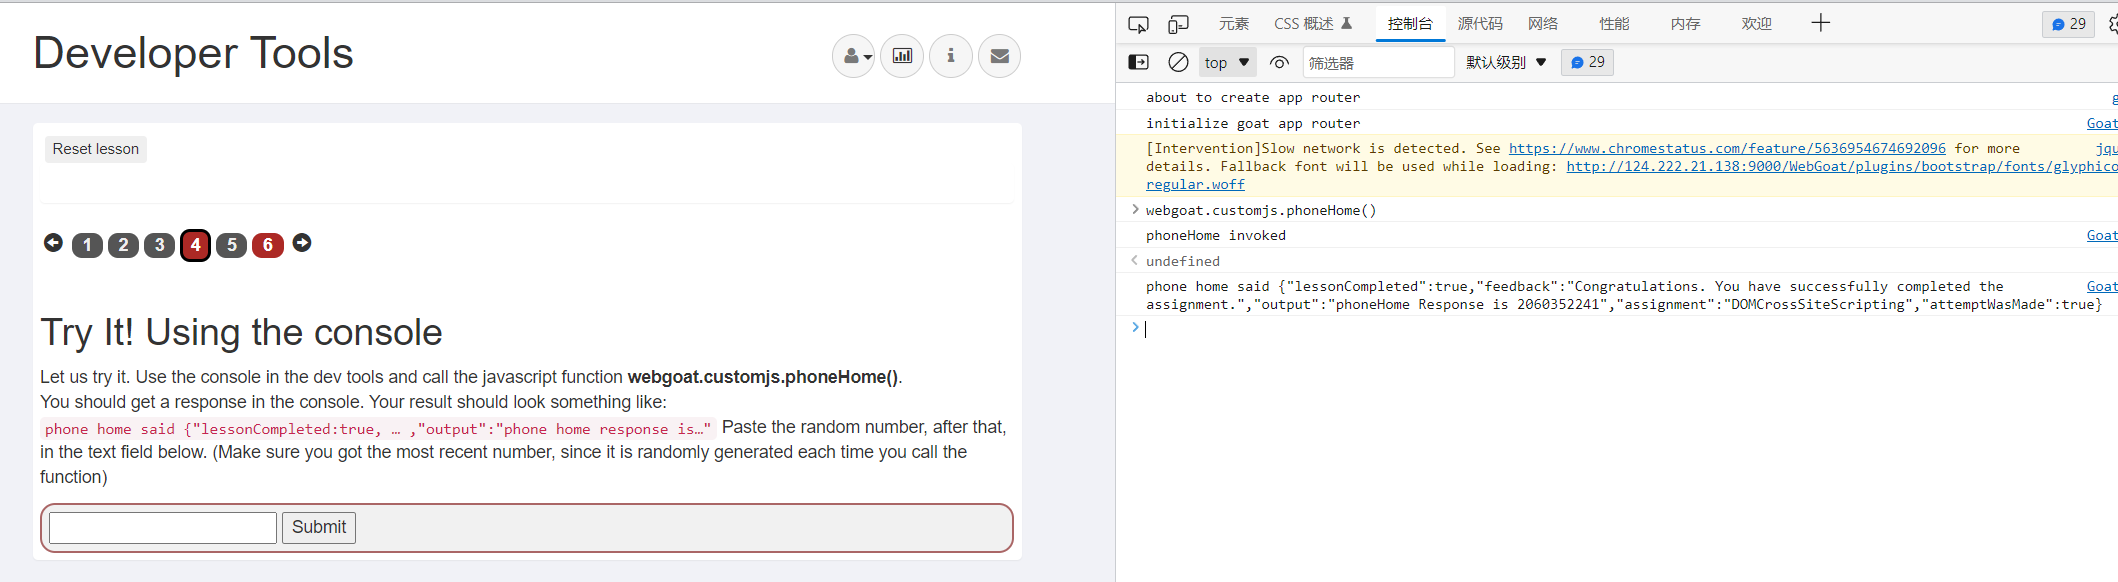 Developer Tools
Reset lesson
1 2 3 4 5 6
Try It! Using the console
Let us try it. Use the console in the dev tools and call the javascript function webgoat.customjs.phoneHome().
You should get a response in the console. Your result should look something like:
phone home said {"lessonCompleted:true, … ,"output":"phone home response is…" Paste the random number, after that,
in the text field below. (Make sure you got the most recent number, since it is randomly generated each time you call the
function)
Submit
元素 CSS 概述 控制台 源代码 网络 性能 内存 欢迎 29
top 筛选器 默认级别 29
about to create app router g
initialize goat app router Goat
[Intervention]Slow network is detected. See https://www.chromestatus.com/feature/5636954674692096 for more jqu
details. Fallback font will be used while loading: http://124.222.21.138:9000/WebGoat/plugins/bootstrap/fonts/glyphico
regular.woff
webgoat.customjs.phoneHome()
phoneHome invoked Goat
undefined
phone home said {"lessonCompleted":true,"feedback":"Congratulations. You have successfully completed the Goat
assignment.","output":"phoneHome Response is 2060352241","assignment":"DOMCrossSiteScripting","attemptWasMade":true}